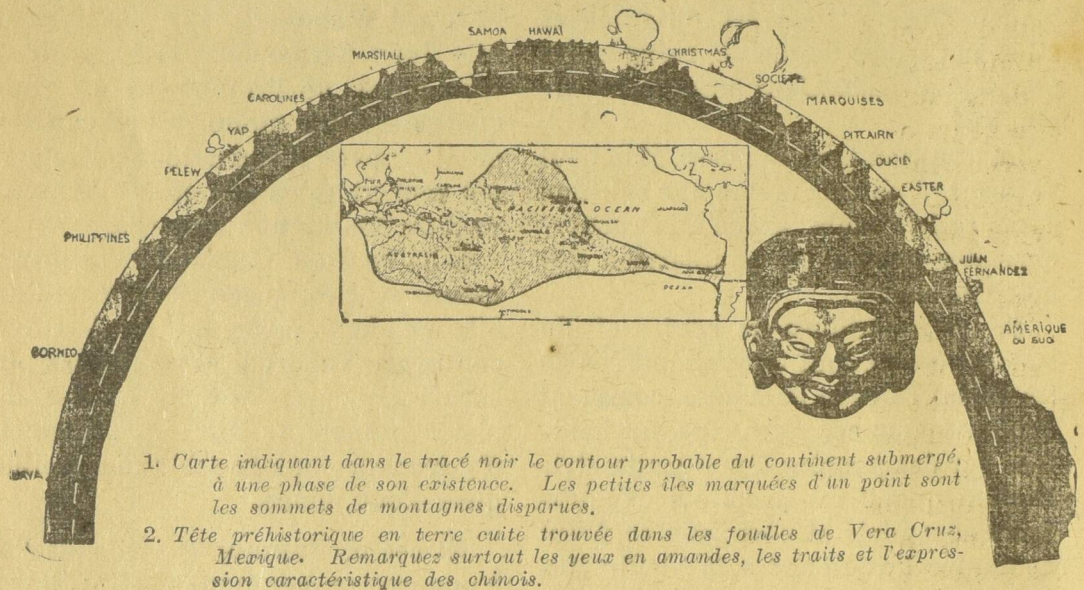 SAMOA HAWAÏ
MARSHALL
CHRISTMAS
SOCIÉTÉ
CAROLINES
MARQUISES
YAP
PITCAIRN
PELEW
DUCIE
EASTER
PHILIPPINES
JUAN
FERNANDEZ
AMÉRIQUE
DU SUD
BORNEO
JAVA
PACIFIQUE OCEAN
AUSTRALIA
OCEAN
1. Carte indiquant dans le tracé noir le contour probable du continent submergé,
à une phase de son existence. Les petites îles marquées d'un point sont
les sommets de montagnes disparues.
2. Tête préhistorique en terre cuite trouvée dans les fouilles de Vera Cruz,
Mexique. Remarquez surtout les yeux en amandes, les traits et l'expres-
sion caractéristique des chinois.